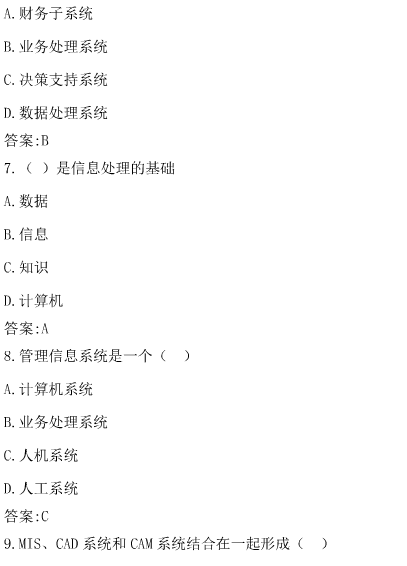 A.财务子系统
B.业务处理系统
C.决策支持系统
D.数据处理系统
答案:B
7.（ ）是信息处理的基础
A.数据
B.信息
C.知识
D.计算机
答案:A
8.管理信息系统是一个（  ）
A.计算机系统
B.业务处理系统
C.人机系统
D.人工系统
答案:C
9.MIS、CAD 系统和 CAM 系统结合在一起形成（  ）